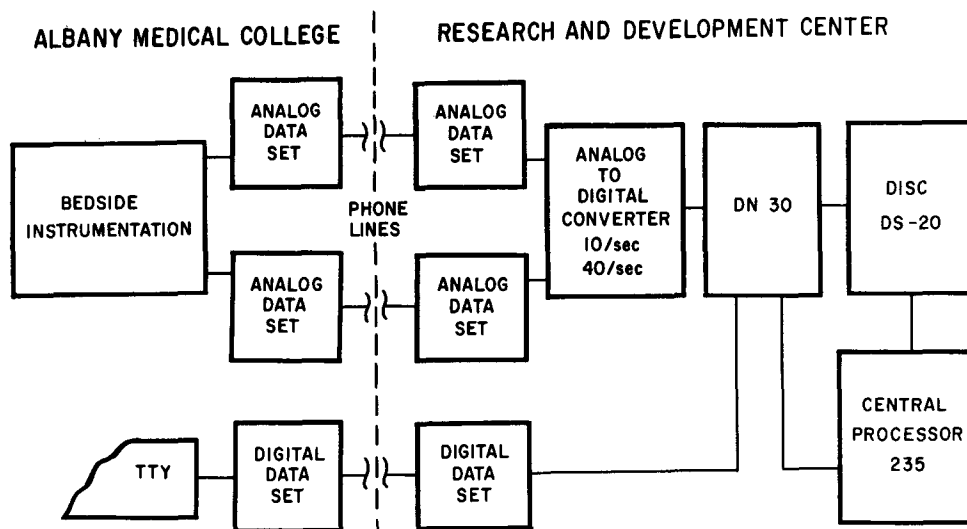 ALBANY MEDICAL COLLEGE
RESEARCH AND DEVELOPMENT CENTER
BEDSIDE
INSTRUMENTATION
ANALOG
DATA
SET
ANALOG
DATA
SET
PHONE
LINES
ANALOG
DATA
SET
ANALOG
DATA
SET
ANALOG
TO
DIGITAL
CONVERTER
10/sec
40/sec
DN 30
DISC
DS-20
CENTRAL
PROCESSOR
235
TTY
DIGITAL
DATA
SET
DIGITAL
DATA
SET